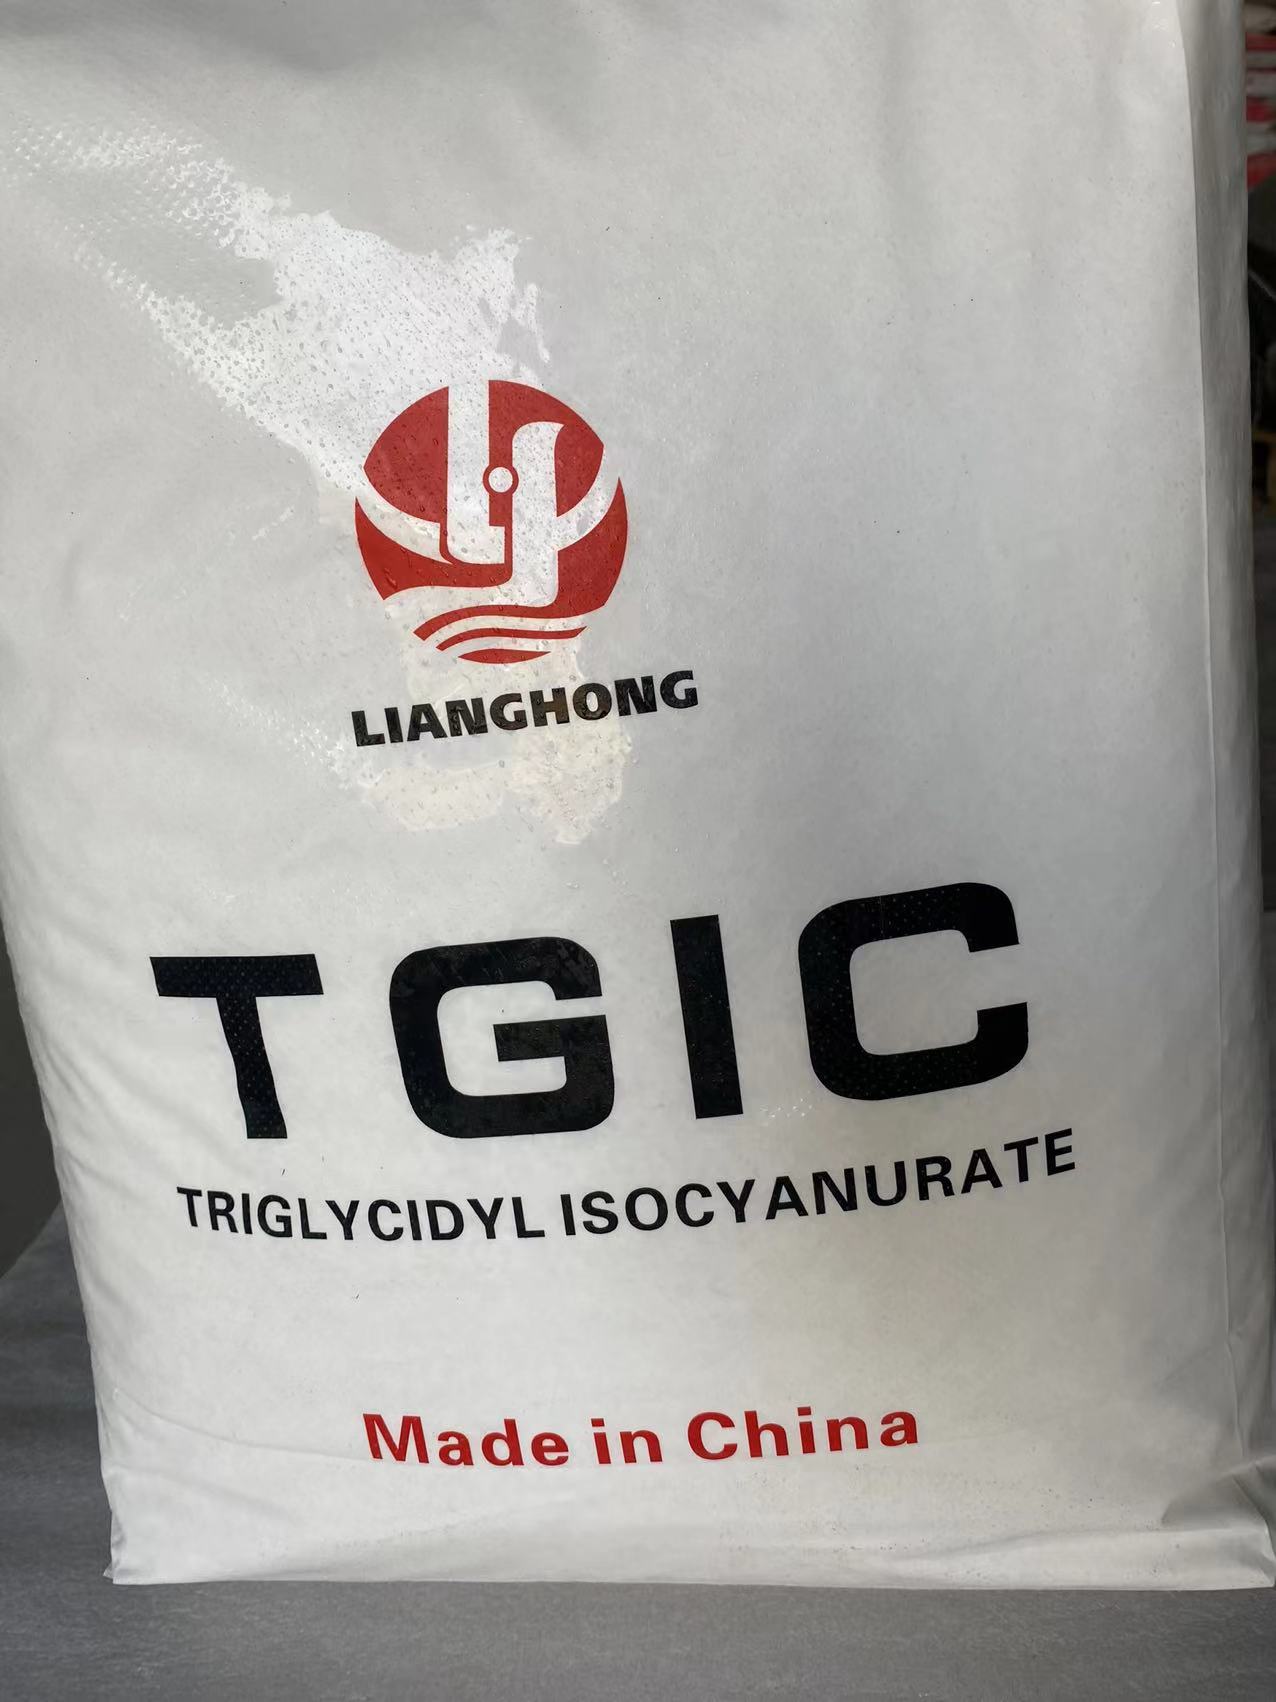 LIANGHONG
TGIC
TRIGLYCIDYL ISOCYANURATE
Made in China